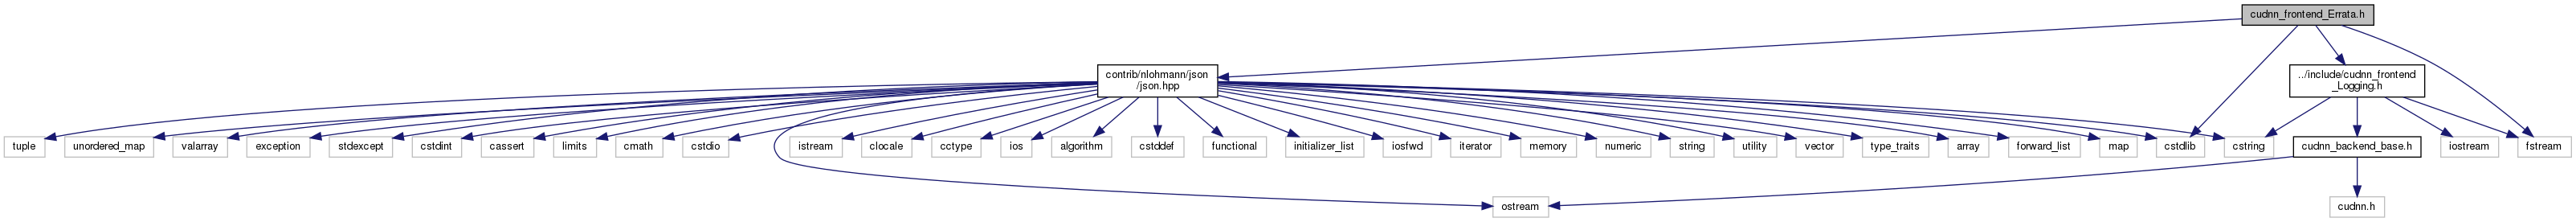 cudnn_frontend_Errata.h
contrib/nlohmann/json
/json.hpp
../include/cudnn_frontend
_Logging.h
tuple
unordered_map
valarray
exception
stdexcept
cstdint
cassert
limits
cmath
cstdio
istream
clocale
cctype
ios
algorithm
cstddef
functional
initializer_list
iosfwd
iterator
memory
numeric
string
utility
vector
type_traits
array
forward_list
map
cstdlib
cstring
cudnn_backend_base.h
iostream
fstream
ostream
cudnn.h